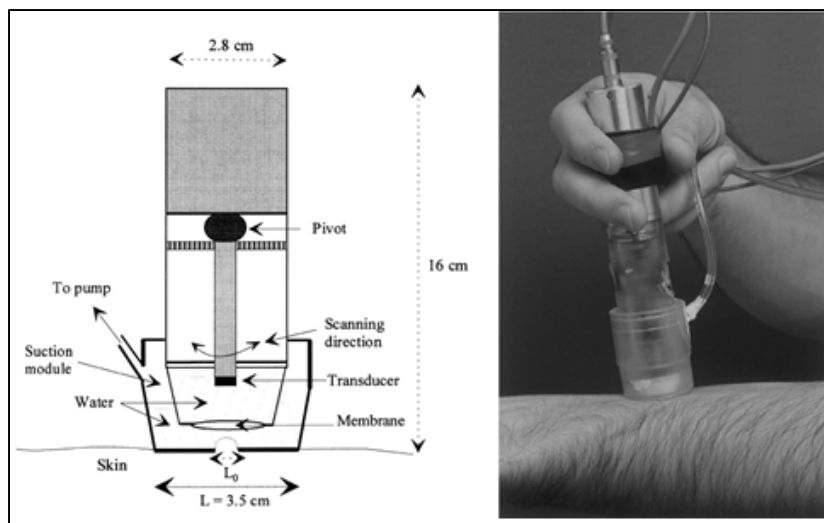 2.8 cm
Pivot
16 cm
To pump
Scanning
direction
Suction
module
Transducer
Water
Membrane
Skin
L₀
L = 3.5 cm